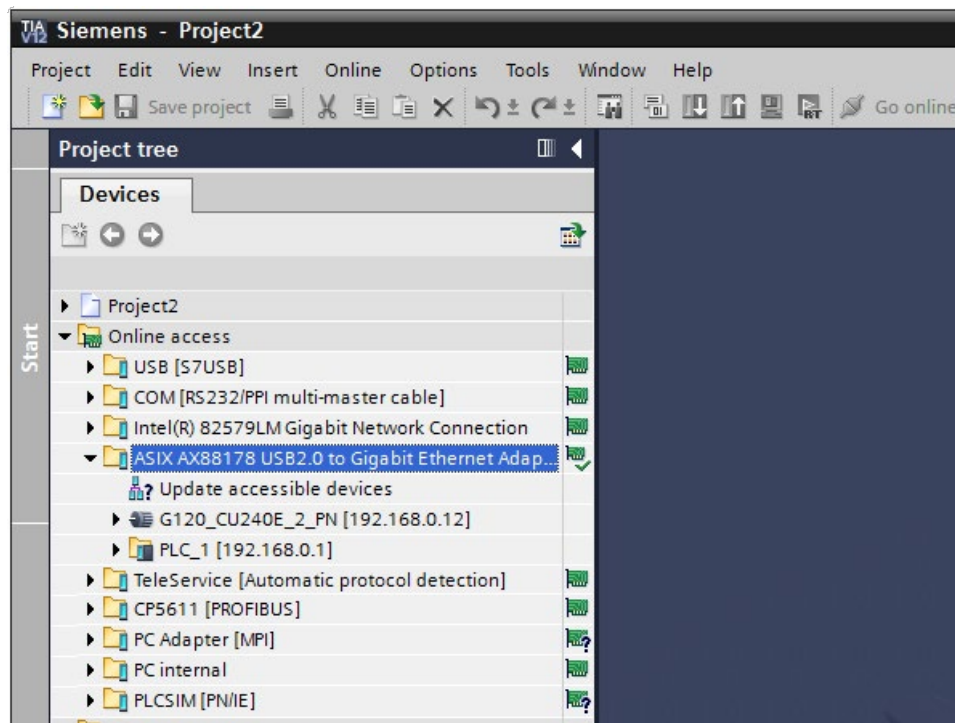 TIA V12 Siemens - Project2
Project Edit View Insert Online Options Tools Window Help
Save project Go online
Project tree
Devices
Start
Project2
Online access
USB [S7USB]
COM [RS232/PPI multi-master cable]
Intel(R) 82579LM Gigabit Network Connection
ASIX AX88178 USB2.0 to Gigabit Ethernet Adap...
Update accessible devices
G120_CU240E_2_PN [192.168.0.12]
PLC_1 [192.168.0.1]
TeleService [Automatic protocol detection]
CP5611 [PROFIBUS]
PC Adapter [MPI]
PC internal
PLCSIM [PN/IE]